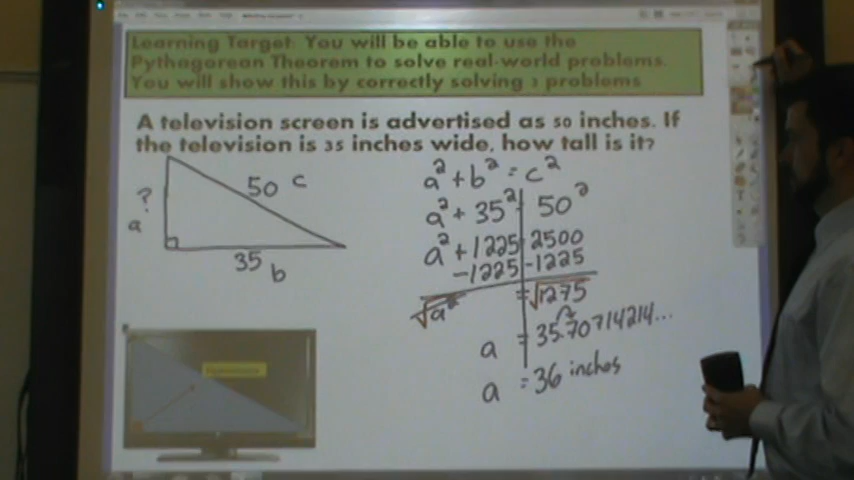 Learning Target: You will be able to use the
Pythagorean Theorem to solve real-world problems.
You will show this by correctly solving 3 problems
A television screen is advertised as 50 inches. If
the television is 35 inches wide, how tall is it?
?
a
50 c
35
b
a² + b² = c²
a² + 35² = 50²
a² + 1225 2500
-1225 -1225
√a² = √1275
a = 35.70714214...
a = 36 inches